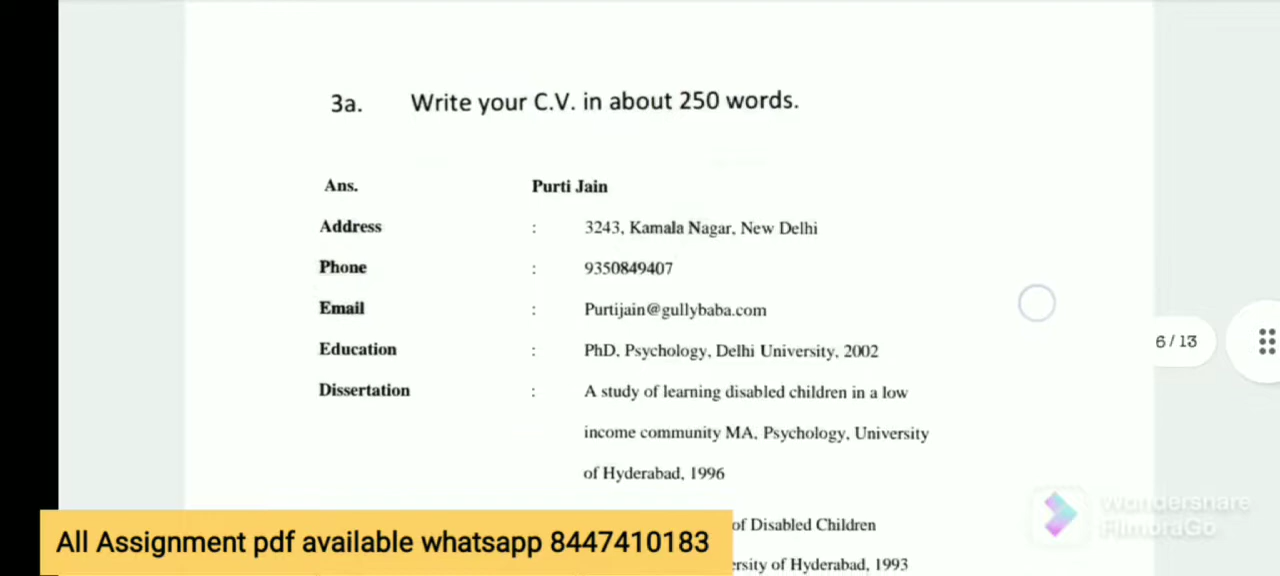 3a. Write your C.V. in about 250 words.
Ans. Purti Jain
Address : 3243, Kamala Nagar, New Delhi
Phone : 9350849407
Email : Purtijain@gullybaba.com
6 / 13
Education : PhD, Psychology, Delhi University, 2002
Dissertation : A study of learning disabled children in a low
income community MA, Psychology, University
of Hyderabad, 1996
Wondershare
FilmoraGo
of Disabled Children
All Assignment pdf available whatsapp 8447410183
ersity of Hyderabad, 1993